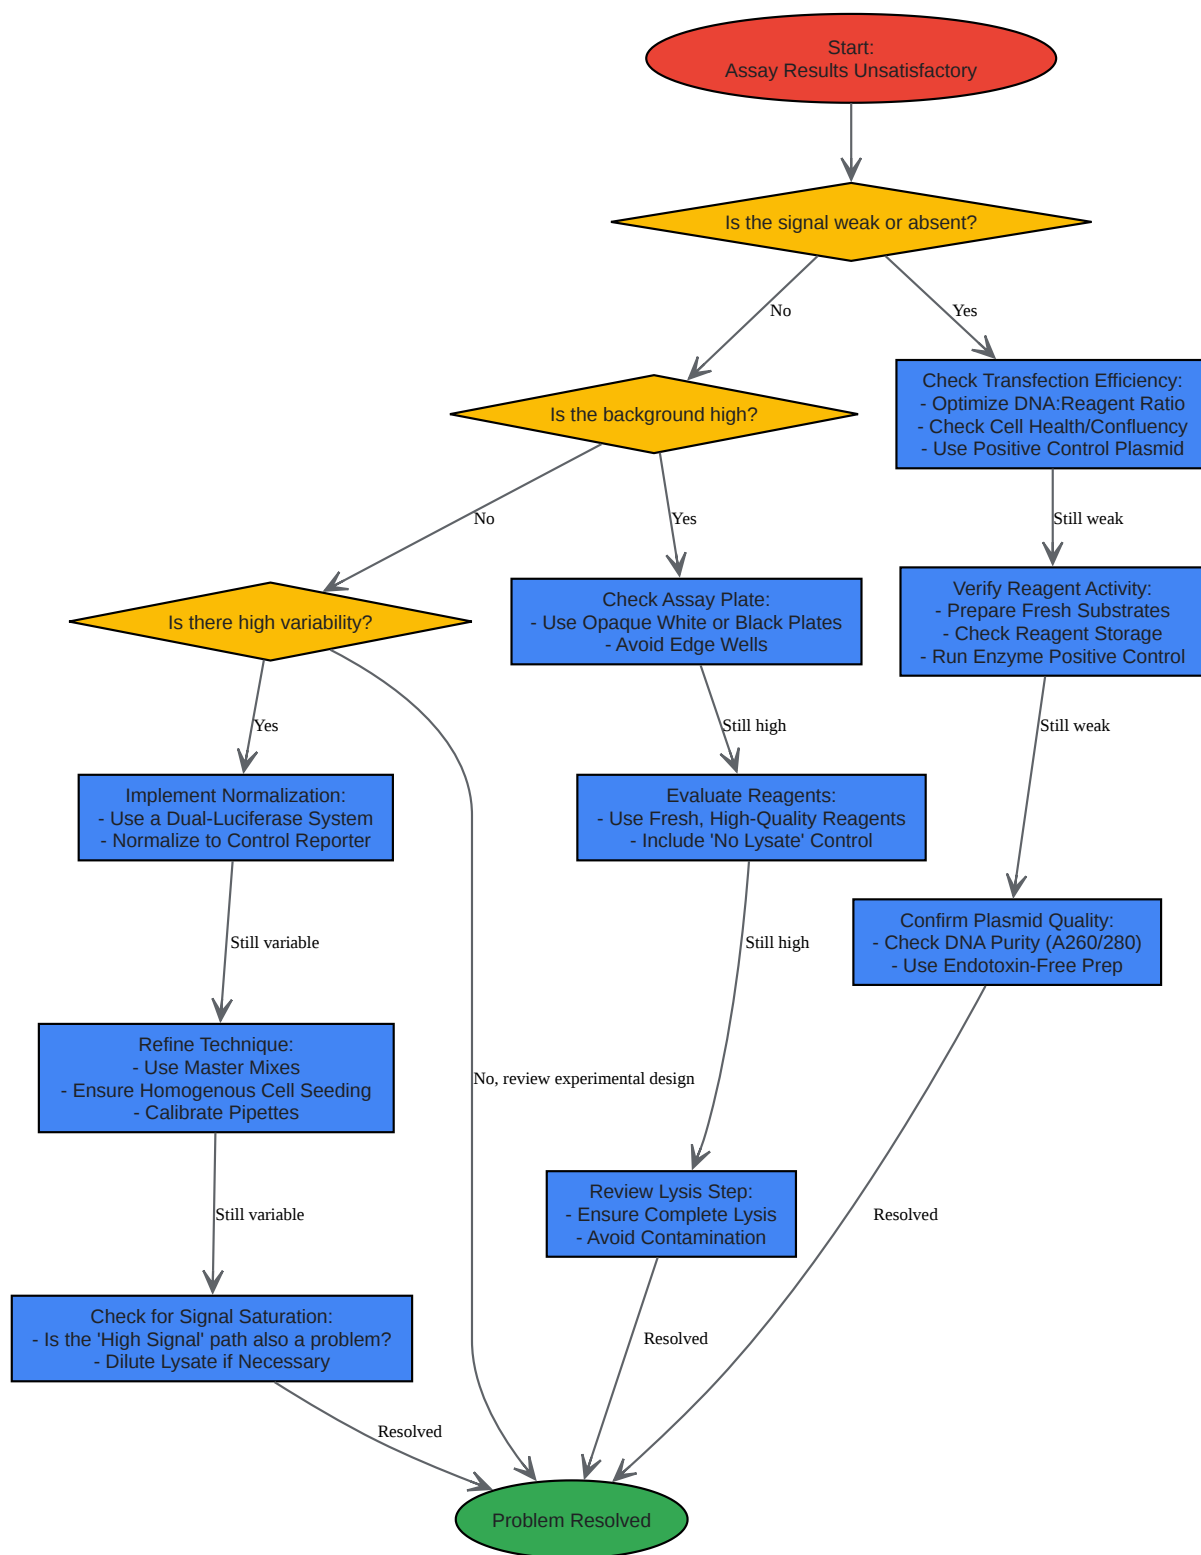 Start:
Assay Results Unsatisfactory
Is the signal weak or absent?
No
Yes
Is the background high?
Check Transfection Efficiency:
- Optimize DNA:Reagent Ratio
- Check Cell Health/Confluency
- Use Positive Control Plasmid
No
Yes
Still weak
Is there high variability?
Check Assay Plate:
- Use Opaque White or Black Plates
- Avoid Edge Wells
Verify Reagent Activity:
- Prepare Fresh Substrates
- Check Reagent Storage
- Run Enzyme Positive Control
Yes
Still high
Still weak
Implement Normalization:
- Use a Dual-Luciferase System
- Normalize to Control Reporter
Evaluate Reagents:
- Use Fresh, High-Quality Reagents
- Include 'No Lysate' Control
Confirm Plasmid Quality:
- Check DNA Purity (A260/280)
- Use Endotoxin-Free Prep
Still variable
Still high
Refine Technique:
- Use Master Mixes
- Ensure Homogenous Cell Seeding
- Calibrate Pipettes
No, review experimental design
Review Lysis Step:
- Ensure Complete Lysis
- Avoid Contamination
Still variable
Resolved
Check for Signal Saturation:
- Is the 'High Signal' path also a problem?
- Dilute Lysate if Necessary
Resolved
Resolved
Problem Resolved